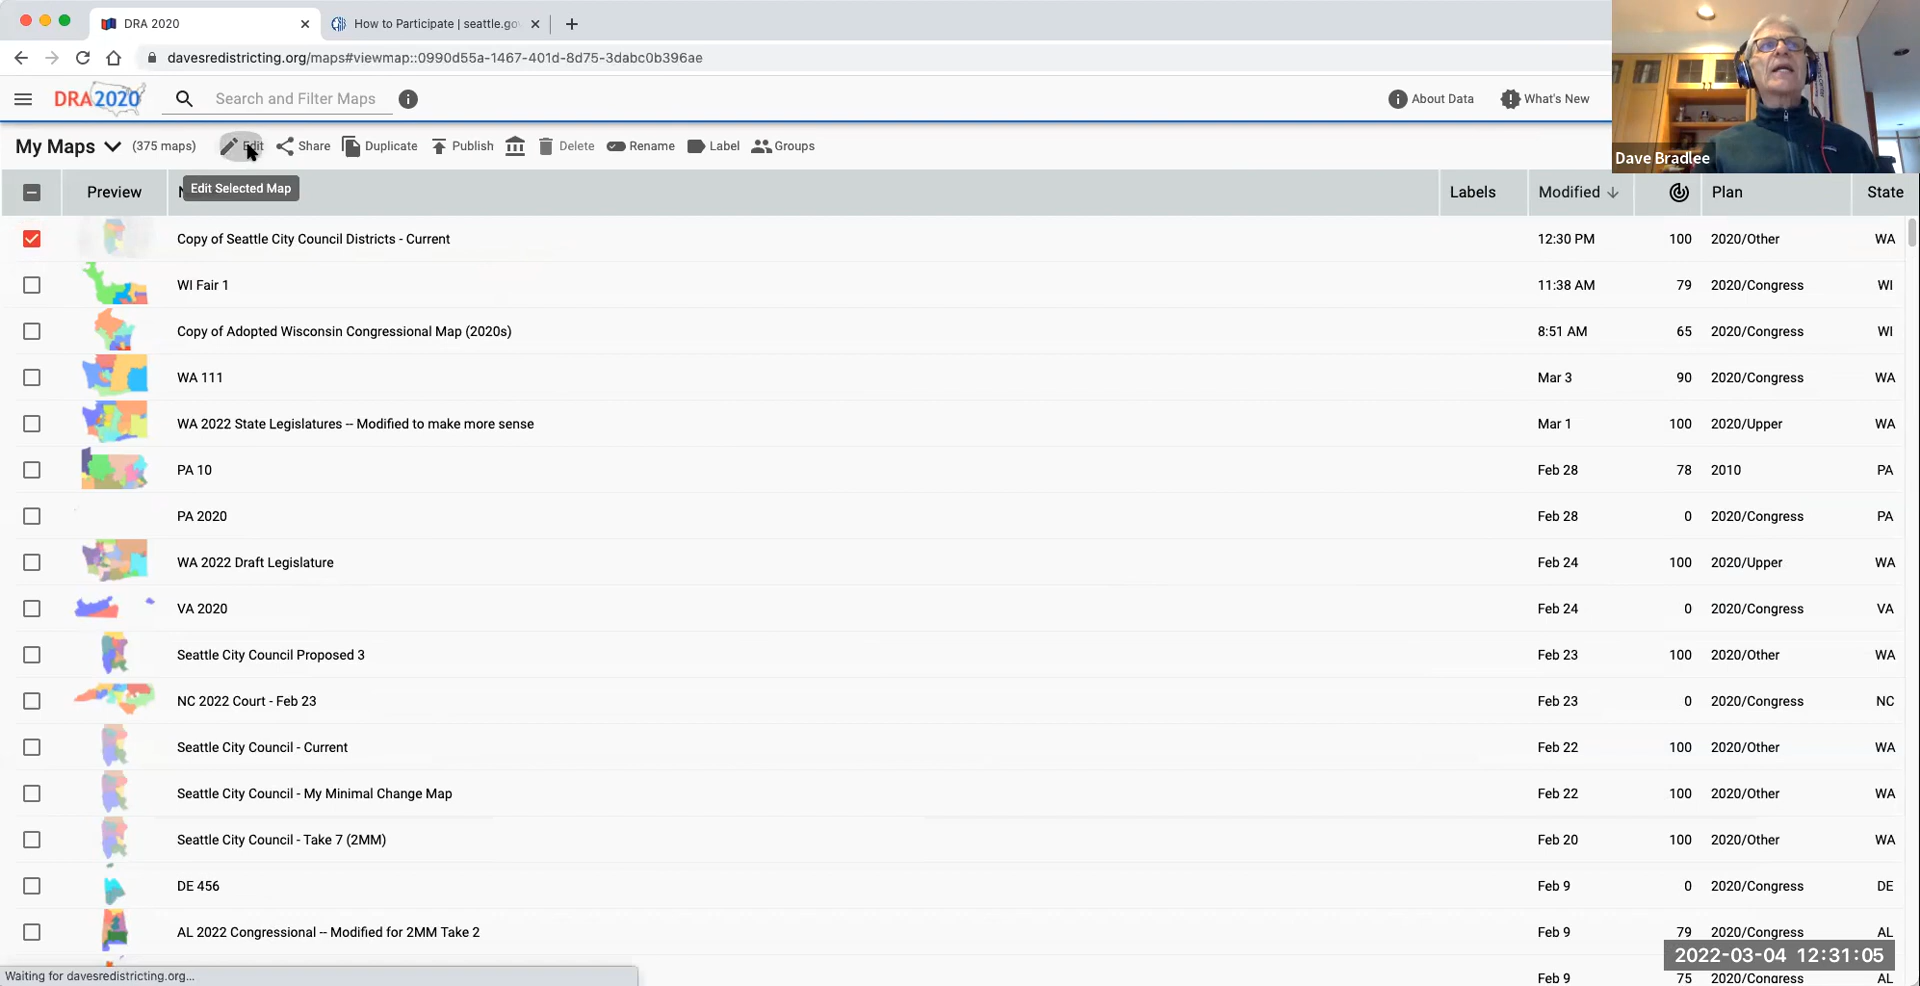 DRA 2020
How to Participate | seattle.go
davesredistricting.org/maps#viewmap::0990d55a-1467-401d-8d75-3dabc0b396ae
DRA2020
Search and Filter Maps
About Data
What's New
Dave Bradlee
My Maps (375 maps) Edit Share Duplicate Publish Delete Rename Label Groups
Edit Selected Map
Preview Labels Modified Plan State
Copy of Seattle City Council Districts - Current 12:30 PM 100 2020/Other WA
WI Fair 1 11:38 AM 79 2020/Congress WI
Copy of Adopted Wisconsin Congressional Map (2020s) 8:51 AM 65 2020/Congress WI
WA 111 Mar 3 90 2020/Congress WA
WA 2022 State Legislatures -- Modified to make more sense Mar 1 100 2020/Upper WA
PA 10 Feb 28 78 2010 PA
PA 2020 Feb 28 0 2020/Congress PA
WA 2022 Draft Legislature Feb 24 100 2020/Upper WA
VA 2020 Feb 24 0 2020/Congress VA
Seattle City Council Proposed 3 Feb 23 100 2020/Other WA
NC 2022 Court - Feb 23 Feb 23 0 2020/Congress NC
Seattle City Council - Current Feb 22 100 2020/Other WA
Seattle City Council - My Minimal Change Map Feb 22 100 2020/Other WA
Seattle City Council - Take 7 (2MM) Feb 20 100 2020/Other WA
DE 456 Feb 9 0 2020/Congress DE
AL 2022 Congressional -- Modified for 2MM Take 2 Feb 9 79 2020/Congress AL
2022-03-04 12:31:05
Feb 9 75 2020/Congress AL
Waiting for davesredistricting.org...